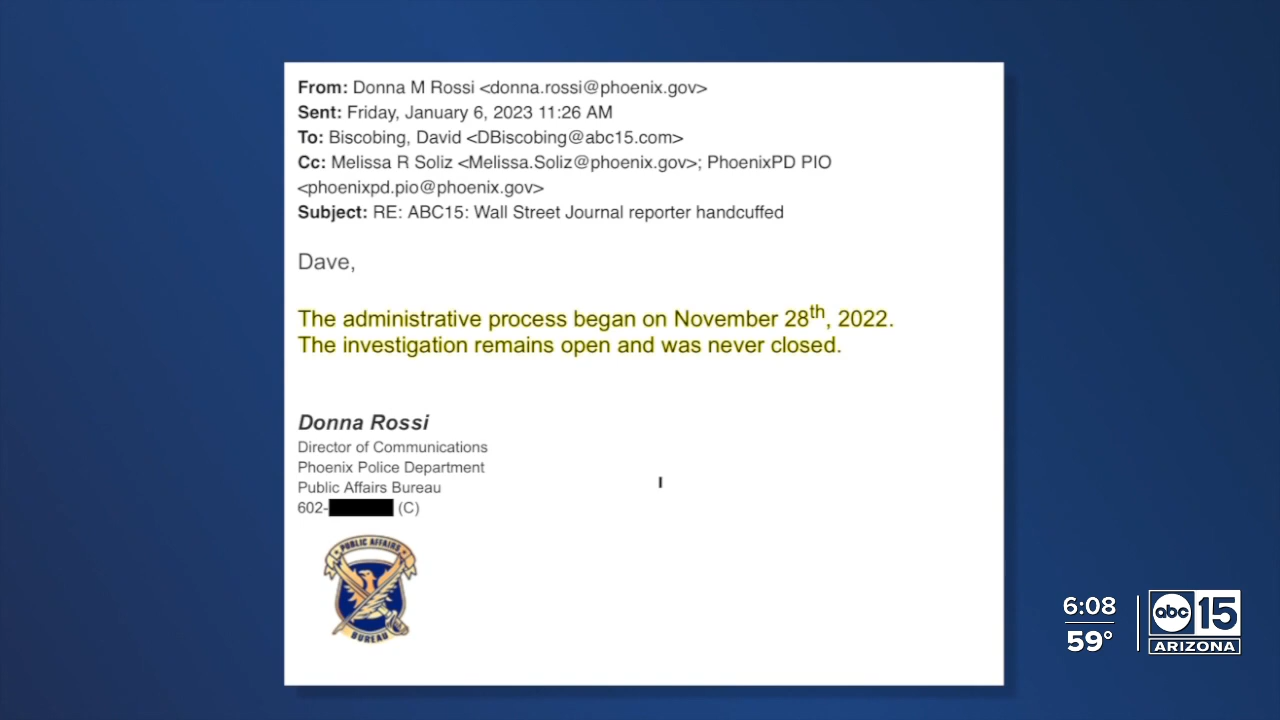 From: Donna M Rossi <donna.rossi@phoenix.gov>
Sent: Friday, January 6, 2023 11:26 AM
To: Biscobing, David <DBiscobing@abc15.com>
Cc: Melissa R Soliz <Melissa.Soliz@phoenix.gov>; PhoenixPD PIO
<phoenixpd.pio@phoenix.gov>
Subject: RE: ABC15: Wall Street Journal reporter handcuffed
Dave,
The administrative process began on November 28th, 2022.
The investigation remains open and was never closed.
Donna Rossi
Director of Communications
Phoenix Police Department
Public Affairs Bureau
602- (C)
PUBLIC AFFAIRS
BUREAU
6:08
59°
abc 15
ARIZONA